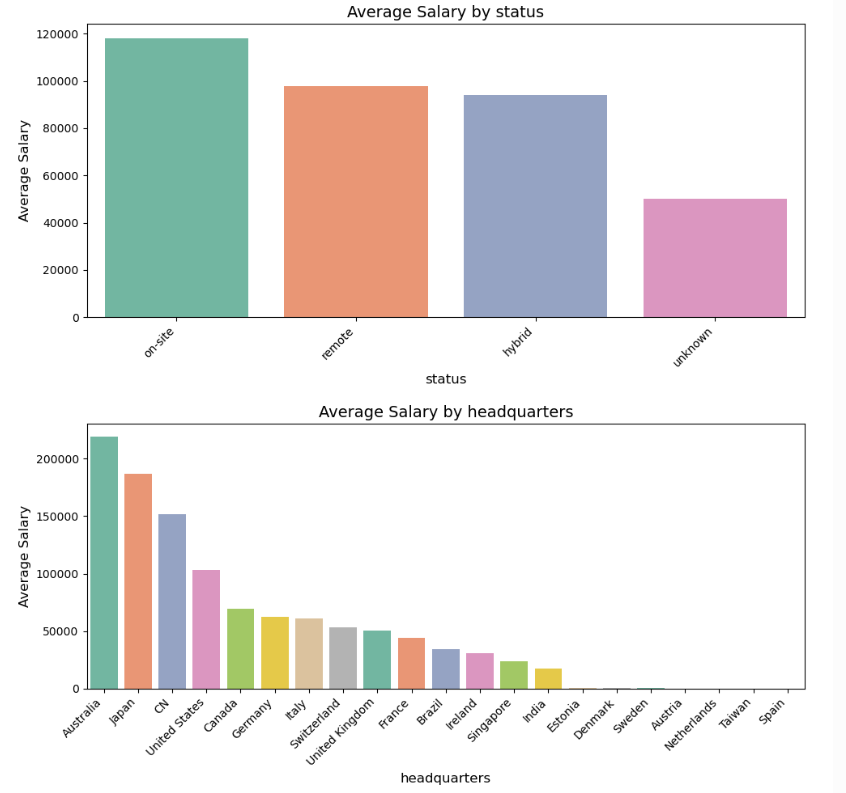 Average Salary by status
Average Salary
120000
100000
80000
60000
40000
20000
0
on-site
remote
hybrid
unknown
status
Average Salary by headquarters
Average Salary
200000
150000
100000
50000
0
Australia
Japan
CN
United States
Canada
Germany
Italy
Switzerland
United Kingdom
France
Brazil
Ireland
Singapore
India
Estonia
Denmark
Sweden
Austria
Netherlands
Taiwan
Spain
headquarters